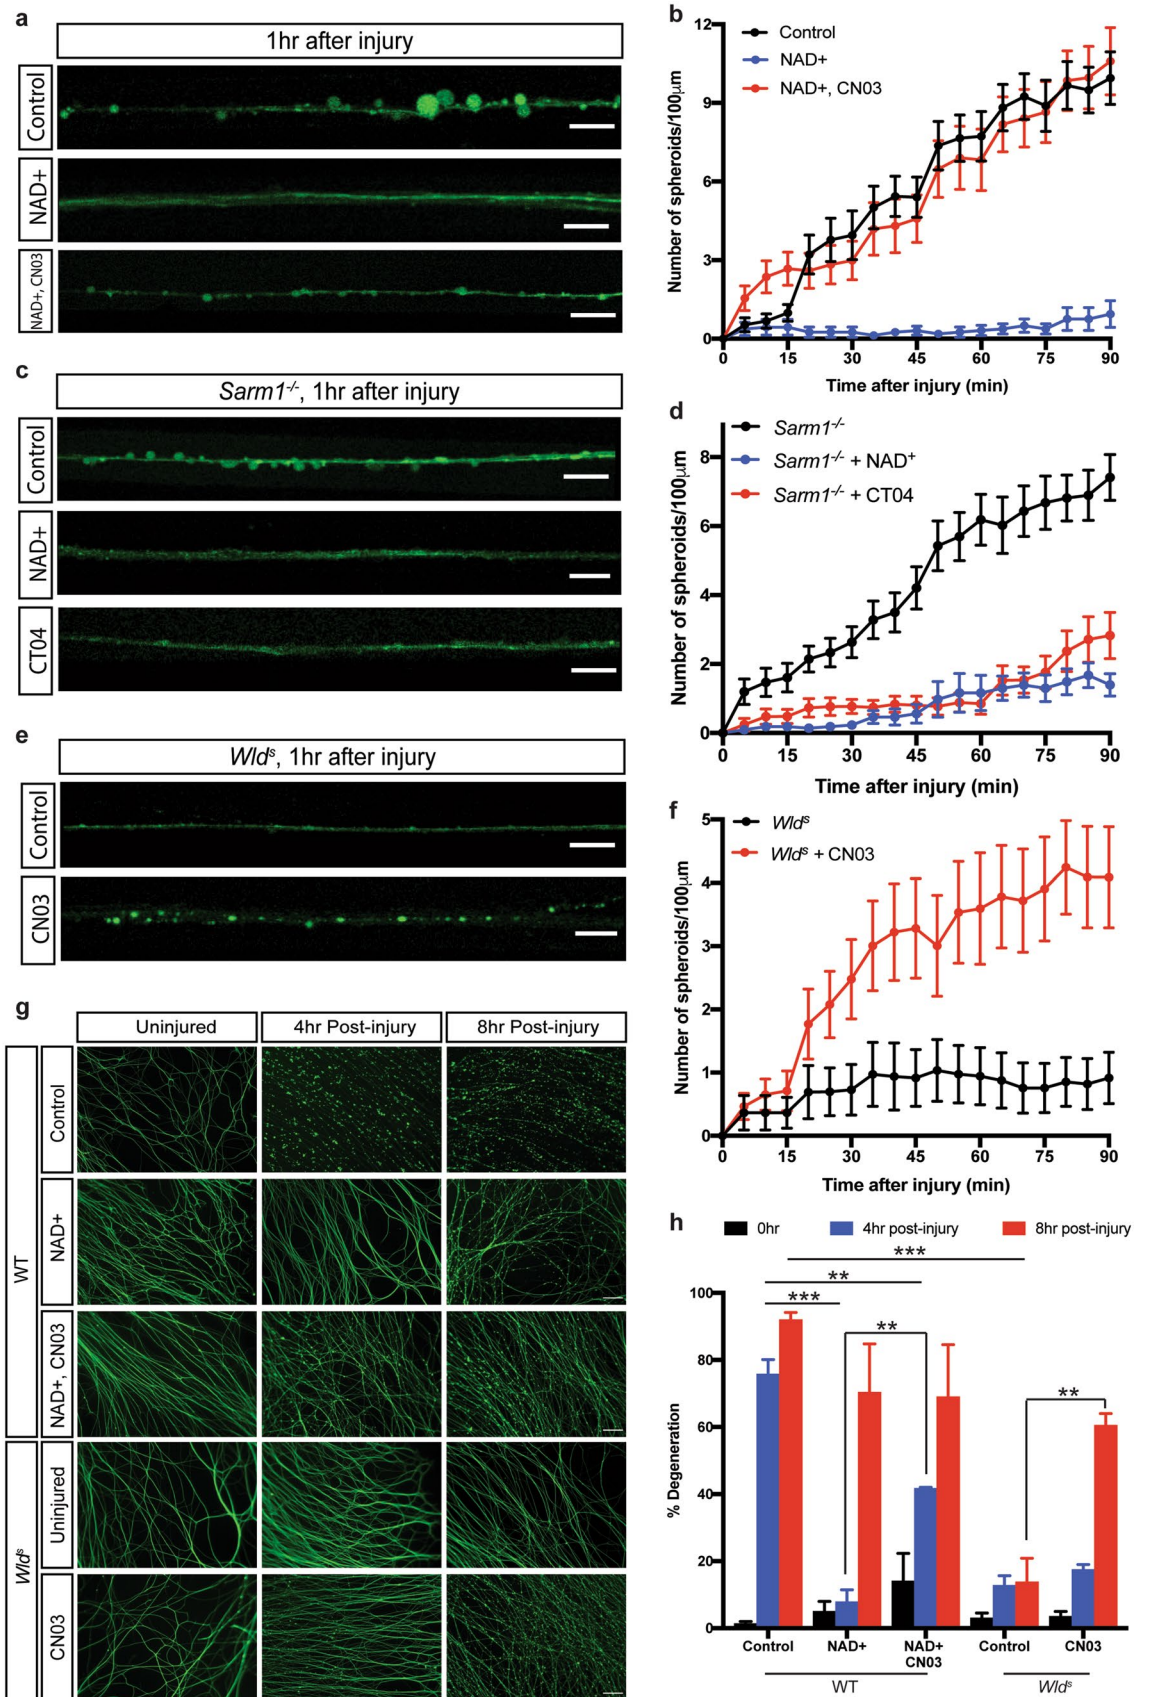 a
1hr after injury
Control
NAD+
NAD+, CN03
b
Control
NAD+
NAD+, CN03
Number of spheroids/100μm
12
9
6
3
0
0 15 30 45 60 75 90
Time after injury (min)
c
Sarm1-/-, 1hr after injury
Control
NAD+
CT04
d
Sarm1-/-
Sarm1-/- + NAD+
Sarm1-/- + CT04
Number of spheroids/100μm
8
6
4
2
0
0 15 30 45 60 75 90
Time after injury (min)
e
Wlds, 1hr after injury
Control
CN03
f
Wlds
Wlds + CN03
Number of spheroids/100μm
5
4
3
2
1
0
0 15 30 45 60 75 90
Time after injury (min)
g
Uninjured 4hr Post-injury 8hr Post-injury
WT
Control
NAD+
NAD+, CN03
Wlds
Uninjured
CN03
h
0hr 4hr post-injury 8hr post-injury
***
**
***
**
**
% Degeneration
100
80
60
40
20
0
Control NAD+ NAD+ Control CN03
CN03
WT Wlds